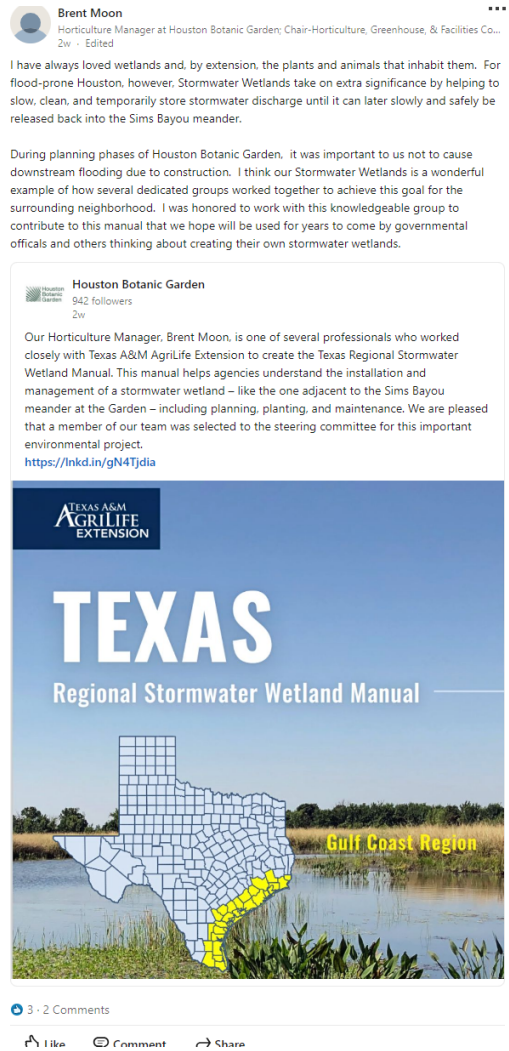 Brent Moon
Horticulture Manager at Houston Botanic Garden; Chair-Horticulture, Greenhouse, & Facilities Co...
2w · Edited
I have always loved wetlands and, by extension, the plants and animals that inhabit them.  For
flood-prone Houston, however, Stormwater Wetlands take on extra significance by helping to
slow, clean, and temporarily store stormwater discharge until it can later slowly and safely be
released back into the Sims Bayou meander.
During planning phases of Houston Botanic Garden,  it was important to us not to cause
downstream flooding due to construction.  I think our Stormwater Wetlands is a wonderful
example of how several dedicated groups worked together to achieve this goal for the
surrounding neighborhood.  I was honored to work with this knowledgeable group to
contribute to this manual that we hope will be used for years to come by governmental
officals and others thinking about creating their own stormwater wetlands.
Houston
Botanic
Garden
Houston Botanic Garden
942 followers
2w
Our Horticulture Manager, Brent Moon, is one of several professionals who worked
closely with Texas A&M AgriLife Extension to create the Texas Regional Stormwater
Wetland Manual. This manual helps agencies understand the installation and
management of a stormwater wetland – like the one adjacent to the Sims Bayou
meander at the Garden – including planning, planting, and maintenance. We are pleased
that a member of our team was selected to the steering committee for this important
environmental project.
https://lnkd.in/gN4Tjdia
TEXAS A&M
AGRILIFE
EXTENSION
TEXAS
Regional Stormwater Wetland Manual
Gulf Coast Region
3 · 2 Comments
Like Comment Share